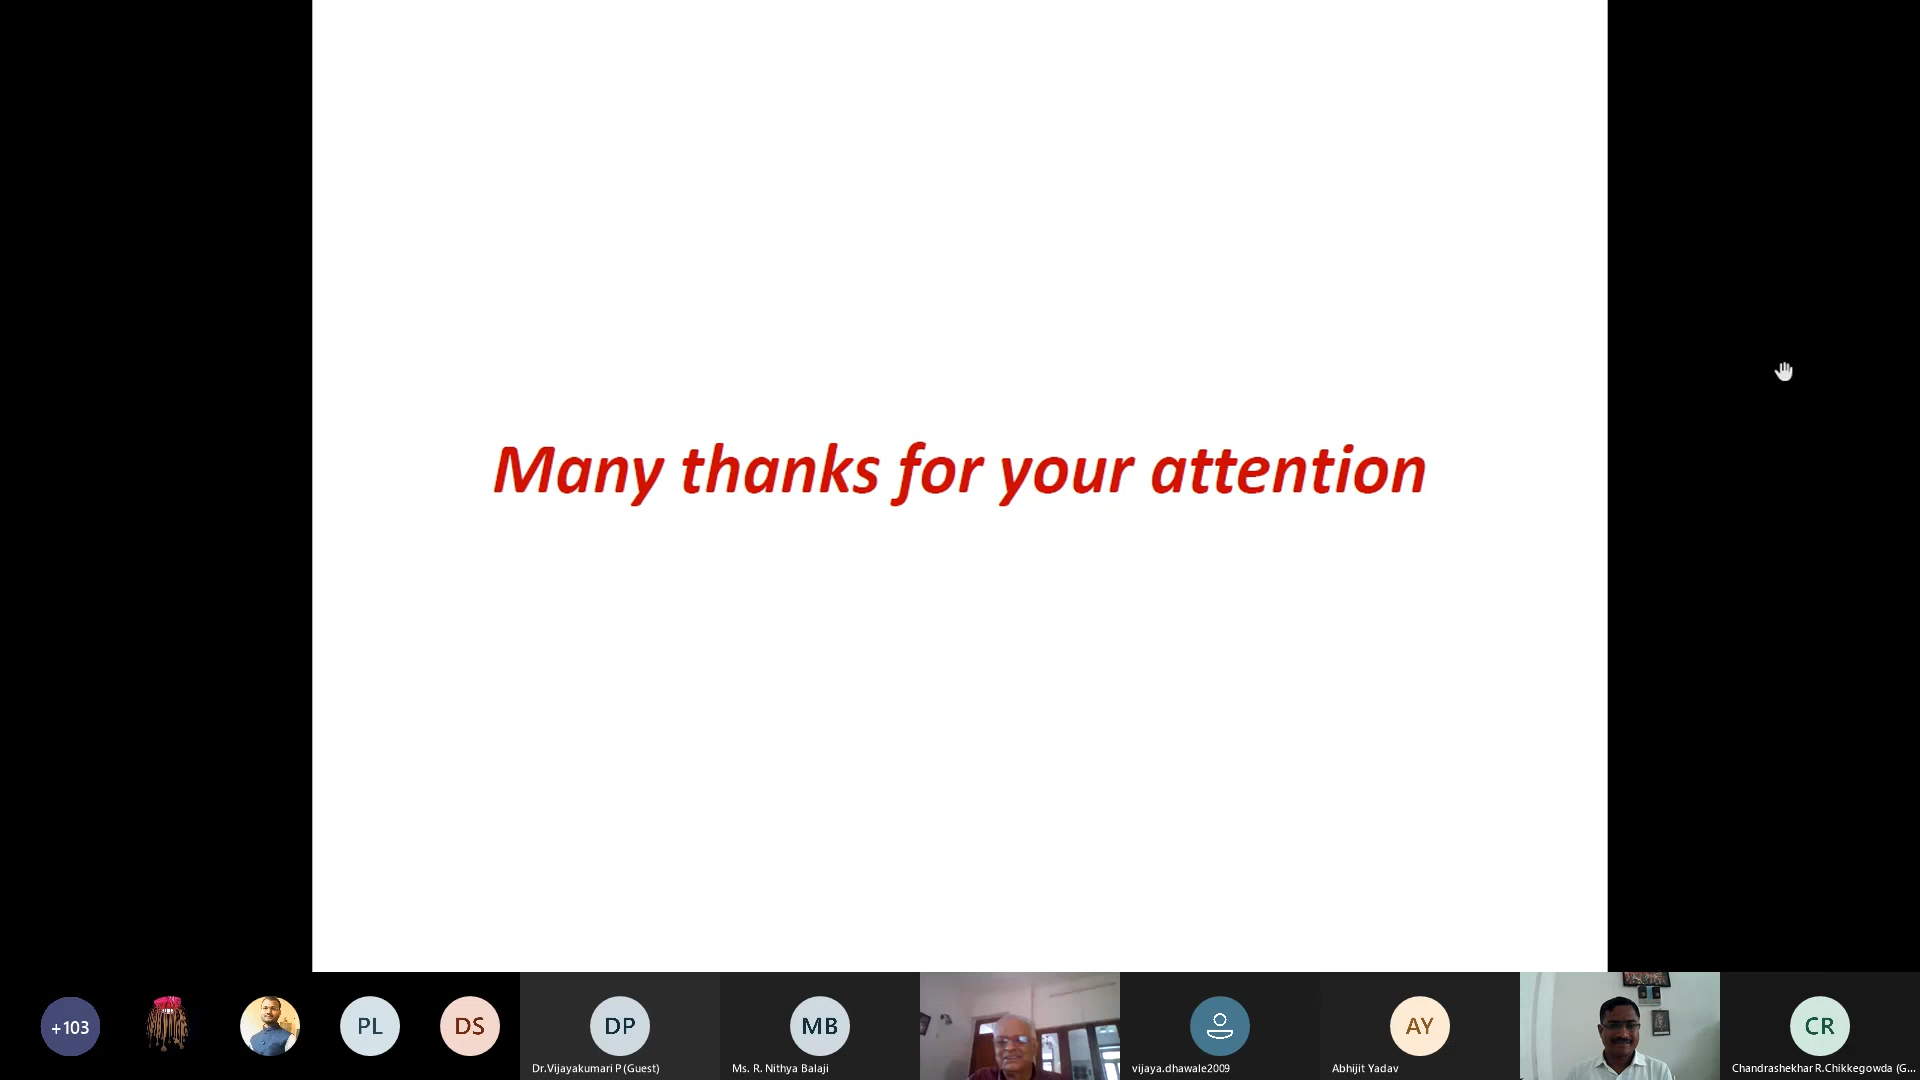 Many thanks for your attention
+103
PL
DS
DP
MB
AY
CR
Dr.Vijayakumari P (Guest)
Ms. R. Nithya Balaji
vijaya.dhawale2009
Abhijit Yadav
Chandrashekhar R.Chikkegowda (G...